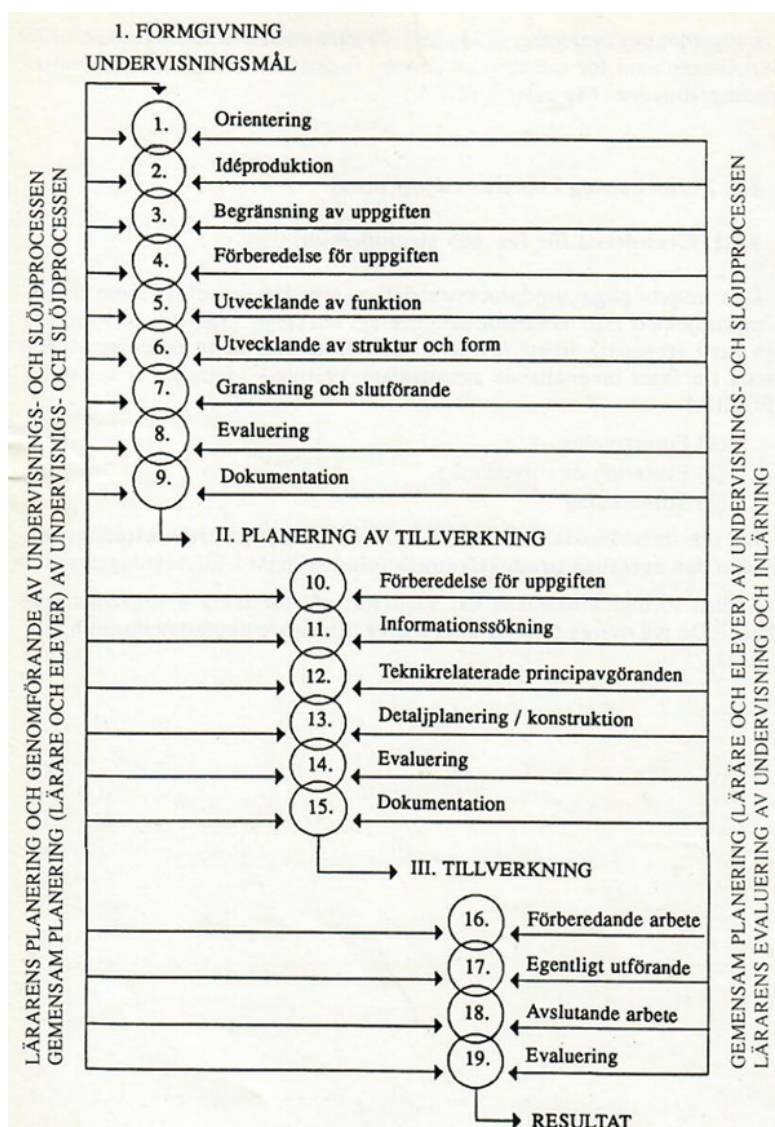 1. FORMGIVNING
UNDERVISNINGSMÅL
1. Orientering
2. Idéproduktion
3. Begränsning av uppgiften
4. Förberedelse för uppgiften
5. Utvecklande av funktion
6. Utvecklande av struktur och form
7. Granskning och slutförande
8. Evaluering
9. Dokumentation
II. PLANERING AV TILLVERKNING
10. Förberedelse för uppgiften
11. Informationssökning
12. Teknikrelaterade principavgöranden
13. Detaljplanering / konstruktion
14. Evaluering
15. Dokumentation
III. TILLVERKNING
16. Förberedande arbete
17. Egentligt utförande
18. Avslutande arbete
19. Evaluering
RESULTAT
LÄRARENS PLANERING OCH GENOMFÖRANDE AV UNDERVISNINGS- OCH SLÖJDPROCESSEN
GEMENSAM PLANERING (LÄRARE OCH ELEVER) AV UNDERVISNIGS- OCH SLÖJDPROCESSEN
GEMENSAM PLANERING (LÄRARE OCH ELEVER) AV UNDERVISNINGS- OCH SLÖJDPROCESSEN
LÄRARENS EVALUERING AV UNDERVISNING OCH INLÄRNING